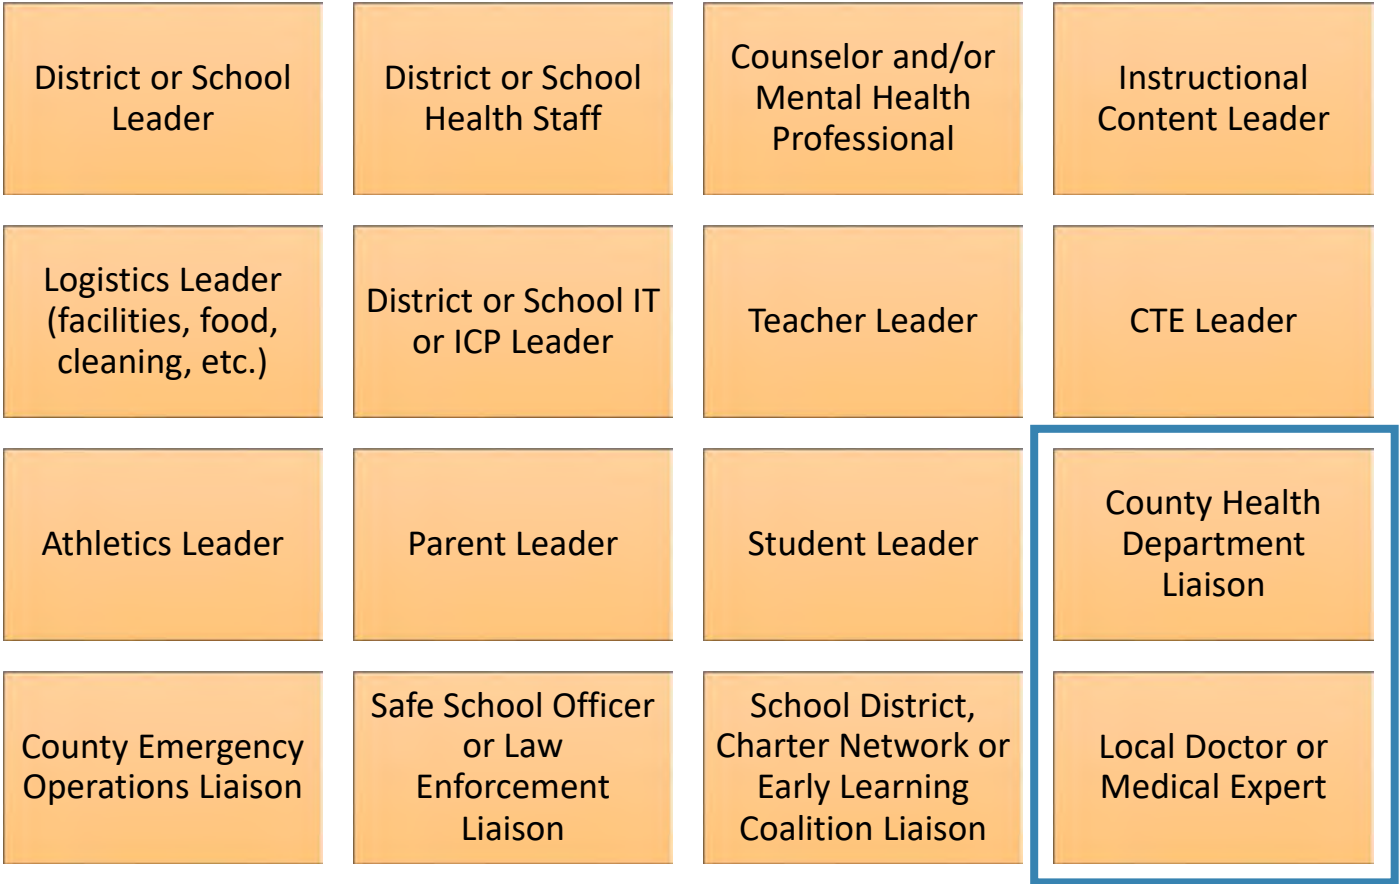 District or School
Leader
District or School
Health Staff
Counselor and/or
Mental Health
Professional
Instructional
Content Leader
Logistics Leader
(facilities, food,
cleaning, etc.)
District or School IT
or ICP Leader
Teacher Leader
CTE Leader
Athletics Leader
Parent Leader
Student Leader
County Health
Department
Liaison
County Emergency
Operations Liaison
Safe School Officer
or Law
Enforcement
Liaison
School District,
Charter Network or
Early Learning
Coalition Liaison
Local Doctor or
Medical Expert